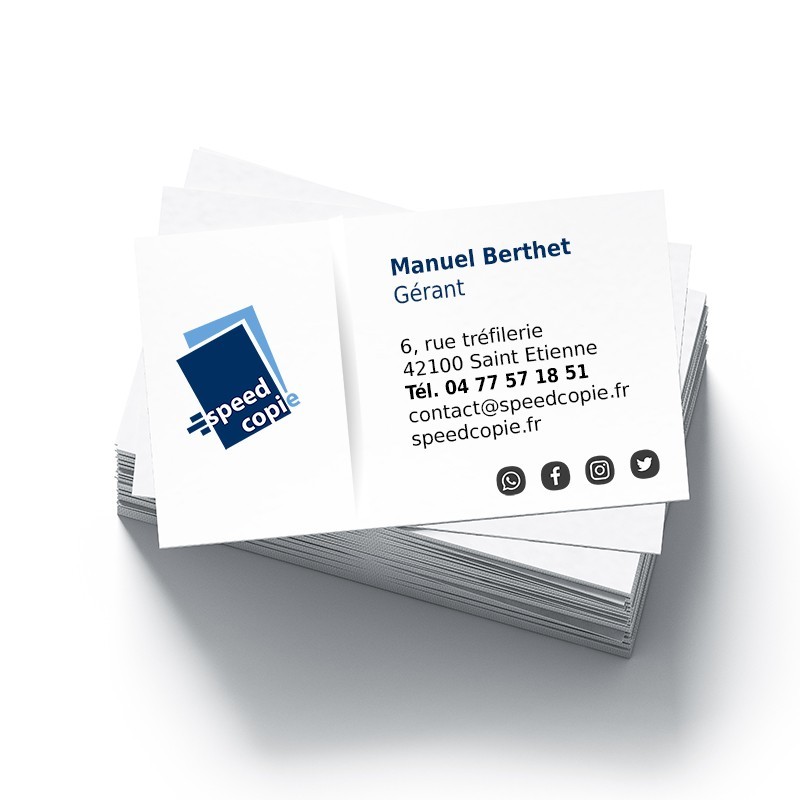 speed
copie
Manuel Berthet
Gérant
6, rue tréfilerie
42100 Saint Etienne
Tél. 04 77 57 18 51
contact@speedcopie.fr
speedcopie.fr